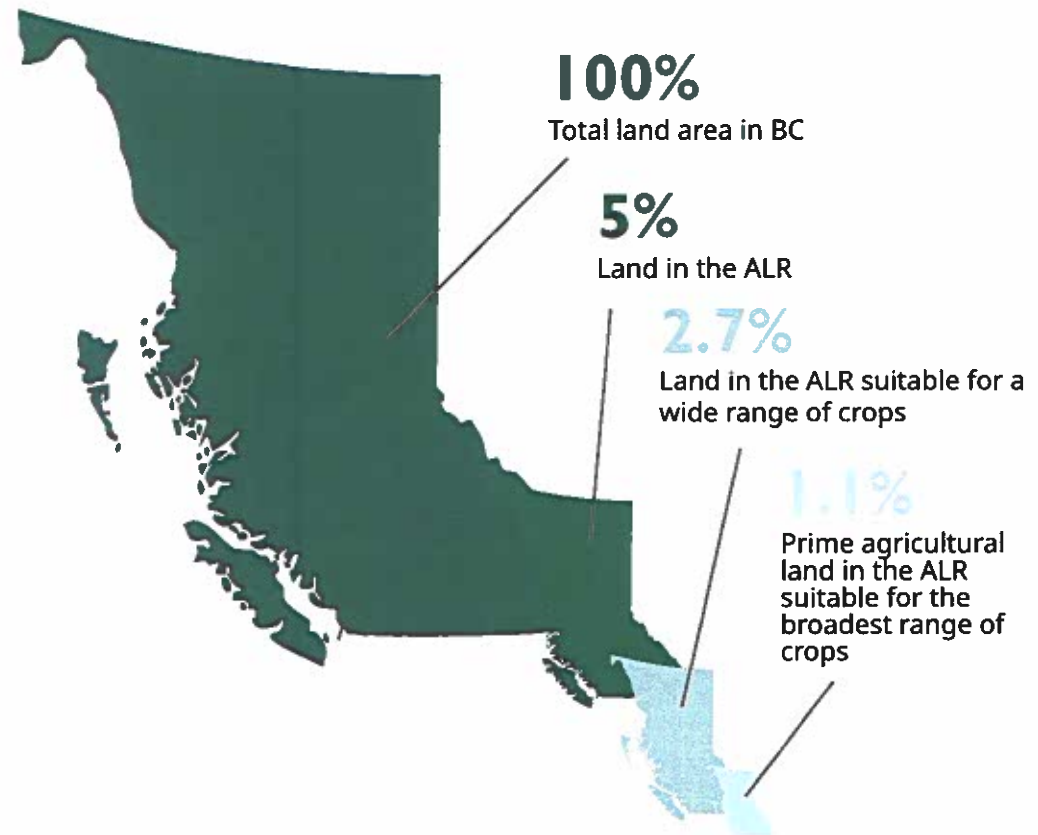 100%
Total land area in BC
5%
Land in the ALR
2.7%
Land in the ALR suitable for a
wide range of crops
1.1%
Prime agricultural
land in the ALR
suitable for the
broadest range of
crops